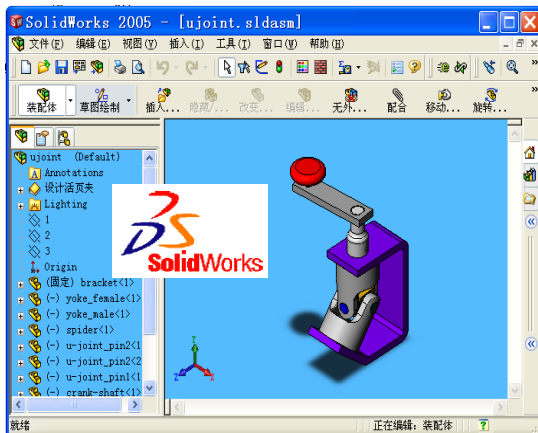 SolidWorks 2005 - [ujoint.sldasm]
文件(F) 编辑(E) 视图(V) 插入(I) 工具(T) 窗口(W) 帮助(H)
装配体 草图绘制 插入... 隐藏/... 改变... 编辑... 无外... 配合 移动... 旋转...
ujoint (Default)
Annotations
设计活页夹
Lighting
1
2
3
Origin
(固定) bracket<1>
(-) yoke_female<1>
(-) yoke_male<1>
(-) spider<1>
(-) u-joint_pin2<1
(-) u-joint_pin2<2
(-) u-joint_pin1<1
(-) crank-shaft<1>
DS
SolidWorks
就绪
正在编辑: 装配体